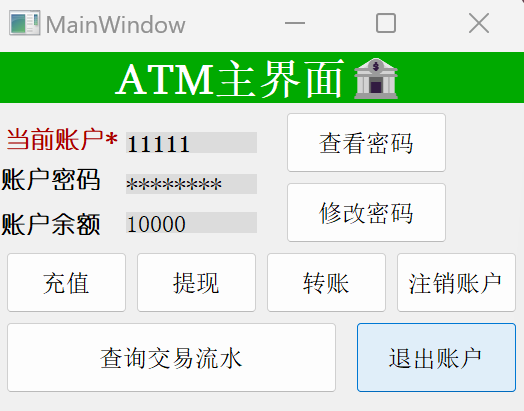 MainWindow
ATM主界面
当前账户* 11111 查看密码
账户密码 ********
修改密码
账户余额 10000
充值 提现 转账 注销账户
查询交易流水 退出账户